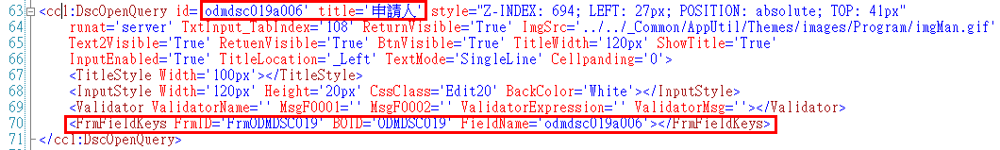 63 <cc1:DscOpenQuery id='odmdsc019a006' title='申請人' style="Z-INDEX: 694; LEFT: 27px; POSITION: absolute; TOP: 41px"
64 runat='server' TxtInput_TabIndex='108' ReturnVisible='True' ImgSrc='../../_Common/AppUtil/Themes/images/Program/imgMan.gif'
65 Text2Visible='True' RetuenVisible='True' BtnVisible='True' TitleWidth='120px' ShowTitle='True'
66 InputEnabled='True' TitleLocation='_Left' TextMode='SingleLine' Cellpanding='0'>
67 <TitleStyle Width='100px'></TitleStyle>
68 <InputStyle Width='120px' Height='20px' CssClass='Edit20' BackColor='White'></InputStyle>
69 <Validator ValidatorName='' MsgF0001='' MsgF0002='' ValidatorExpression='' ValidatorMsg=''></Validator>
70 <FrmFieldKeys FrmID='FrmODMDSC019' BOID='ODMDSC019' FieldName='odmdsc019a006'></FrmFieldKeys>
71 </cc1:DscOpenQuery>